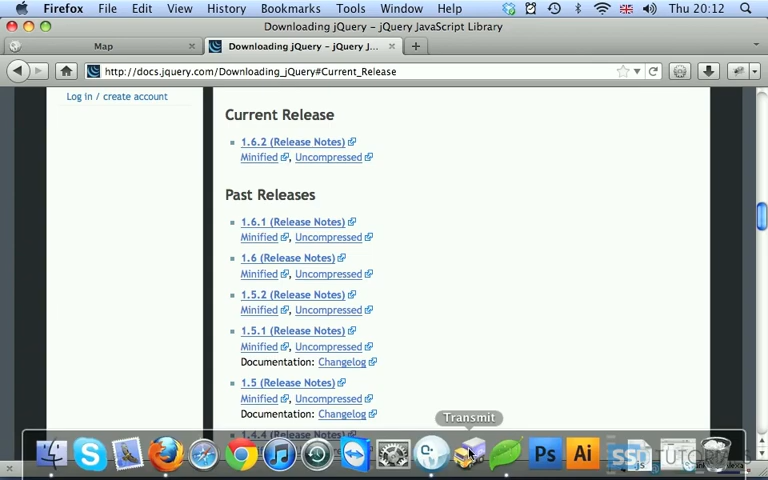 Firefox File Edit View History Bookmarks Tools Window Help Thu 20:12
Downloading jQuery – jQuery JavaScript Library
Map Downloading jQuery – jQuery J...
http://docs.jquery.com/Downloading_jQuery#Current_Release
Log in / create account
Current Release
1.6.2 (Release Notes)
Minified, Uncompressed
Past Releases
1.6.1 (Release Notes)
Minified, Uncompressed
1.6 (Release Notes)
Minified, Uncompressed
1.5.2 (Release Notes)
Minified, Uncompressed
1.5.1 (Release Notes)
Minified, Uncompressed
Documentation: Changelog
1.5 (Release Notes)
Minified, Uncompressed
Documentation: Changelog
1.4.4
Transmit
Ps Ai SSDTUTORIALS